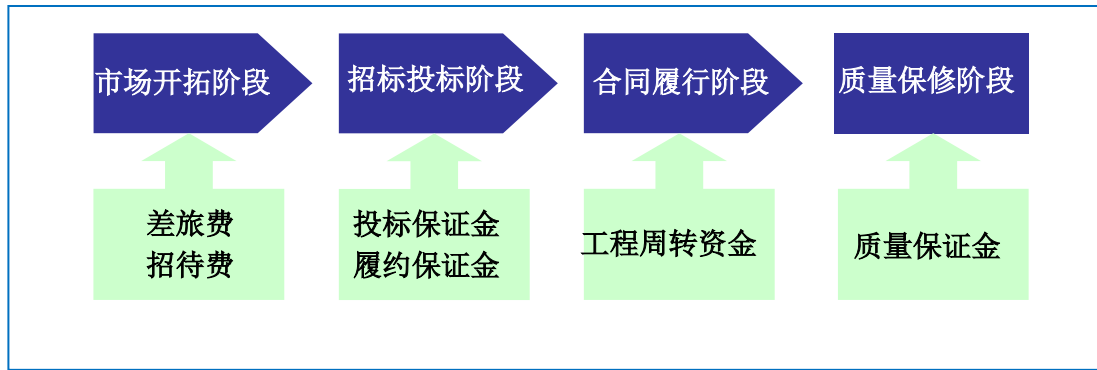 市场开拓阶段
招标投标阶段
合同履行阶段
质量保修阶段
差旅费
招待费
投标保证金
履约保证金
工程周转资金
质量保证金